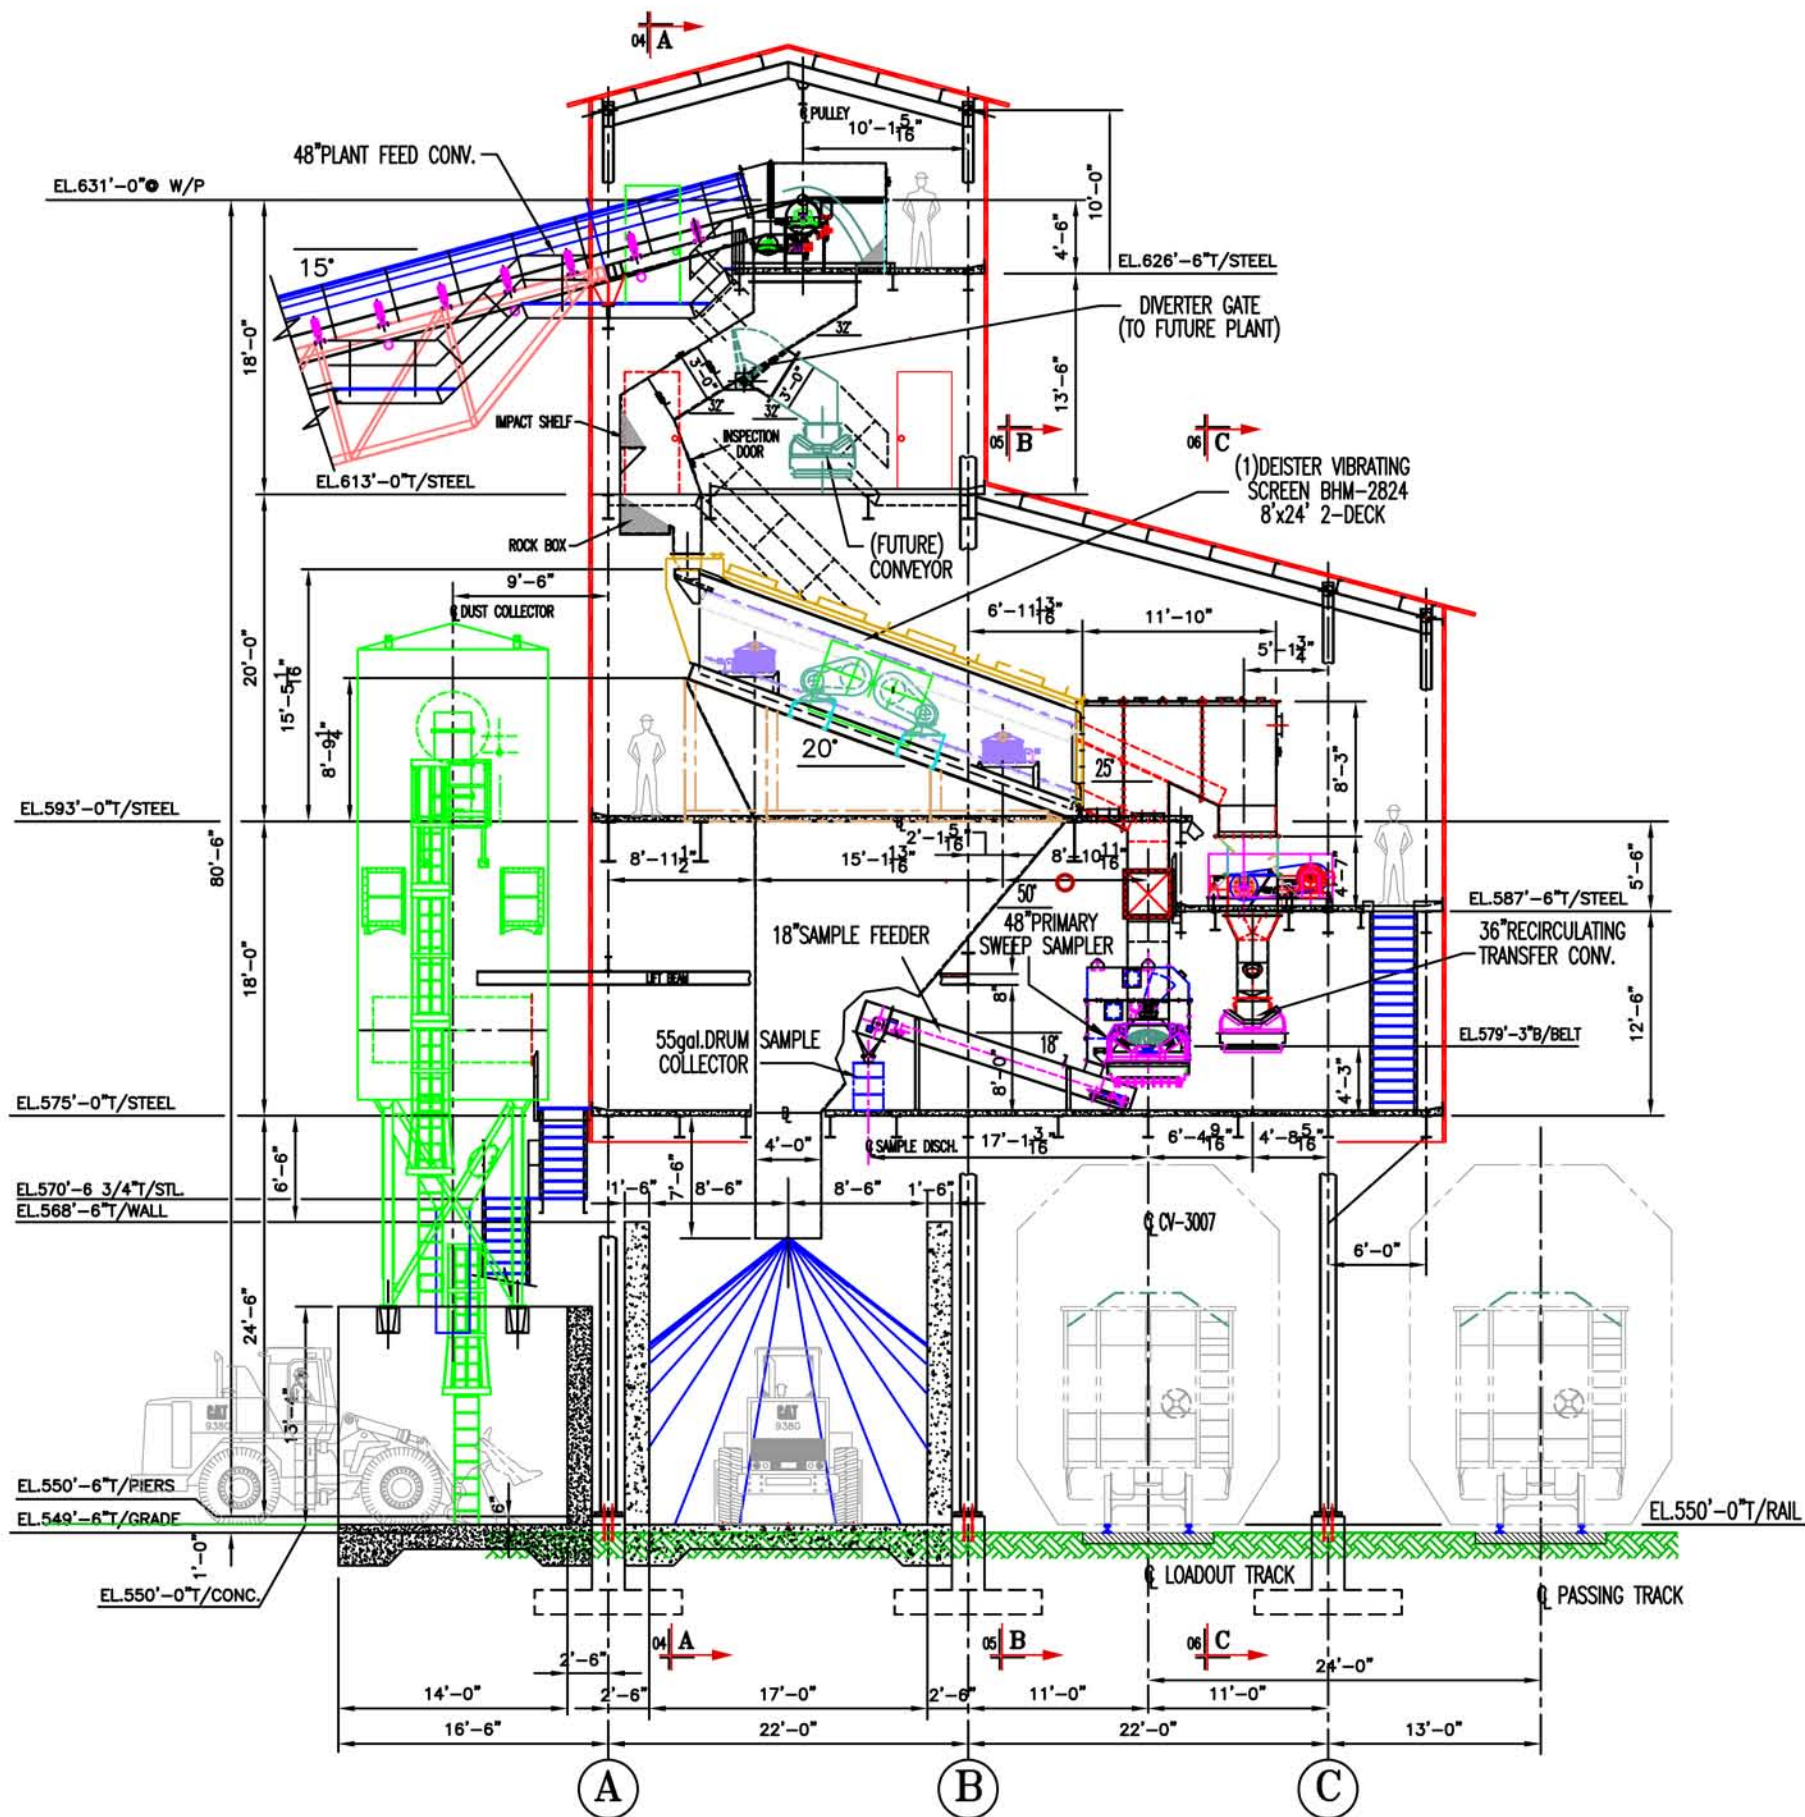 04 A
℄ PULLEY
10'-1 5/16"
48"PLANT FEED CONV.
EL.631'-0"@ W/P
10'-0"
4'-6"
EL.626'-6"T/STEEL
15°
DIVERTER GATE
(TO FUTURE PLANT)
32°
18'-0"
3'-0"
3'-0"
32°
32°
13'-6"
IMPACT SHELF
INSPECTION
DOOR
05 B
06 C
(1)DEISTER VIBRATING
SCREEN BHM-2824
8'x24' 2-DECK
EL.613'-0"T/STEEL
ROCK BOX
(FUTURE)
CONVEYOR
9'-6"
℄ DUST COLLECTOR
6'-11 13/16"
11'-10"
5'-1 3/4"
20'-0"
15'-5 1/16"
8'-9 1/4"
20°
25°
8'-3"
EL.593'-0"T/STEEL
80'-6"
2'-1 5/16"
8'-11 1/2"
15'-1 13/16"
8'-10 11/16"
4'-7"
5'-6"
50°
EL.587'-6"T/STEEL
18"SAMPLE FEEDER
48"PRIMARY
SWEEP SAMPLER
36"RECIRCULATING
TRANSFER CONV.
18'-0"
LIFT BEAM
8"
12'-6"
55gal.DRUM SAMPLE
COLLECTOR
18°
8'-0"
EL.579'-3"B/BELT
4'-3"
EL.575'-0"T/STEEL
℄ SAMPLE DISCH.
17'-1 3/16"
6'-4 9/16"
4'-8 5/16"
4'-0"
7'-6"
6'-6"
EL.570'-6 3/4"T/STL.
EL.568'-6"T/WALL
1'-6"
8'-6"
8'-6"
1'-6"
℄ CV-3007
6'-0"
24'-6"
13'-4"
CAT
938G
CAT
938G
EL.550'-6"T/PIERS
EL.549'-6"T/GRADE
6"
EL.550'-0"T/RAIL
1'-0"
EL.550'-0"T/CONC.
℄ LOADOUT TRACK
℄ PASSING TRACK
04 A
05 B
06 C
2'-6"
24'-0"
14'-0"
2'-6"
17'-0"
2'-6"
11'-0"
11'-0"
16'-6"
22'-0"
22'-0"
13'-0"
A
B
C